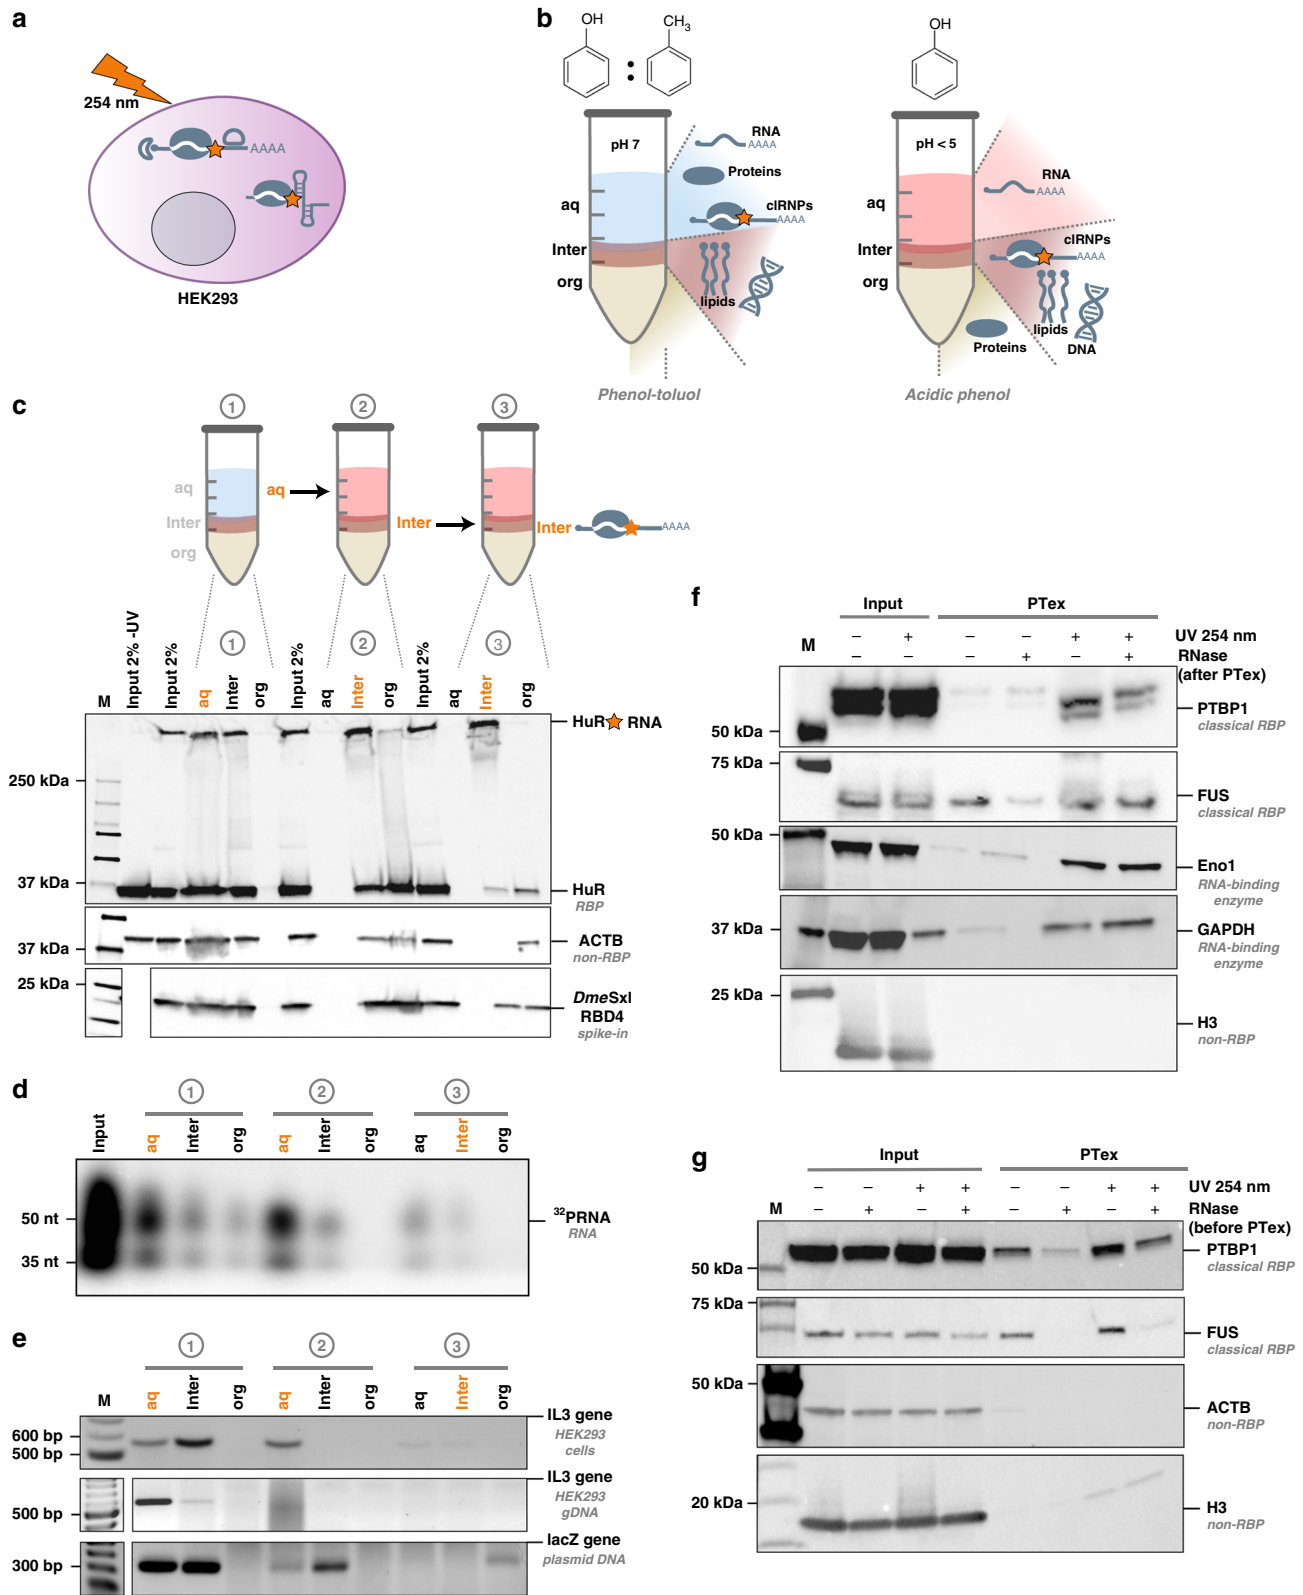 a
254 nm
AAAA
HEK293
b
OH
CH3
:
pH 7
aq
Inter
org
RNA
AAAA
Proteins
clRNPs
AAAA
lipids
Phenol-toluol
OH
pH < 5
aq
Inter
org
RNA
AAAA
clRNPs
AAAA
lipids
DNA
Proteins
Acidic phenol
c
1
2
3
aq
Inter
org
aq
Inter
Inter
AAAA
1
2
3
M
Input 2% -UV
Input 2%
aq
Inter
org
Input 2%
aq
Inter
org
Input 2%
aq
Inter
org
HuR RNA
250 kDa
37 kDa
HuR
RBP
37 kDa
ACTB
non-RBP
25 kDa
DmeSxl
RBD4
spike-in
d
1
2
3
Input
aq
Inter
org
aq
Inter
org
aq
Inter
org
50 nt
35 nt
32PRNA
RNA
e
1
2
3
M
aq
Inter
org
aq
Inter
org
aq
Inter
org
600 bp
500 bp
IL3 gene
HEK293
cells
500 bp
IL3 gene
HEK293
gDNA
300 bp
lacZ gene
plasmid DNA
f
Input
PTex
M
– + – – + + UV 254 nm
– – – + – + RNase
(after PTex)
50 kDa
PTBP1
classical RBP
75 kDa
FUS
classical RBP
50 kDa
Eno1
RNA-binding
enzyme
37 kDa
GAPDH
RNA-binding
enzyme
25 kDa
H3
non-RBP
g
Input
PTex
– – + + – – + + UV 254 nm
M – + – + – + – + RNase
(before PTex)
50 kDa
PTBP1
classical RBP
75 kDa
FUS
classical RBP
50 kDa
ACTB
non-RBP
20 kDa
H3
non-RBP